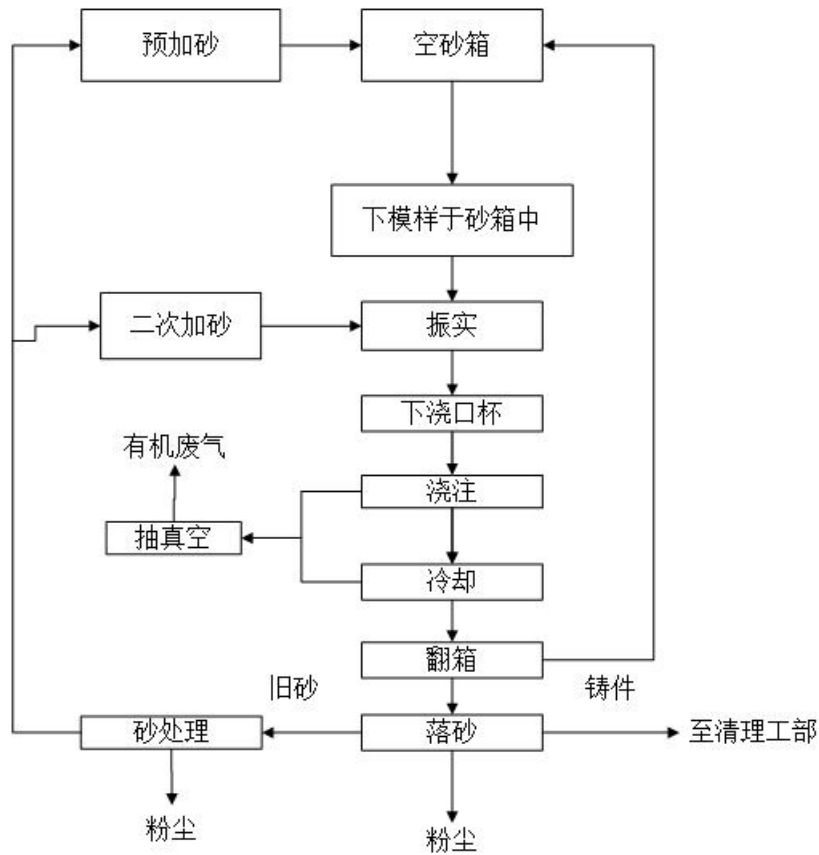 预加砂
空砂箱
下模样于砂箱中
二次加砂
振实
下浇口杯
有机废气
浇注
抽真空
冷却
翻箱
旧砂
铸件
砂处理
落砂
至清理工部
粉尘
粉尘